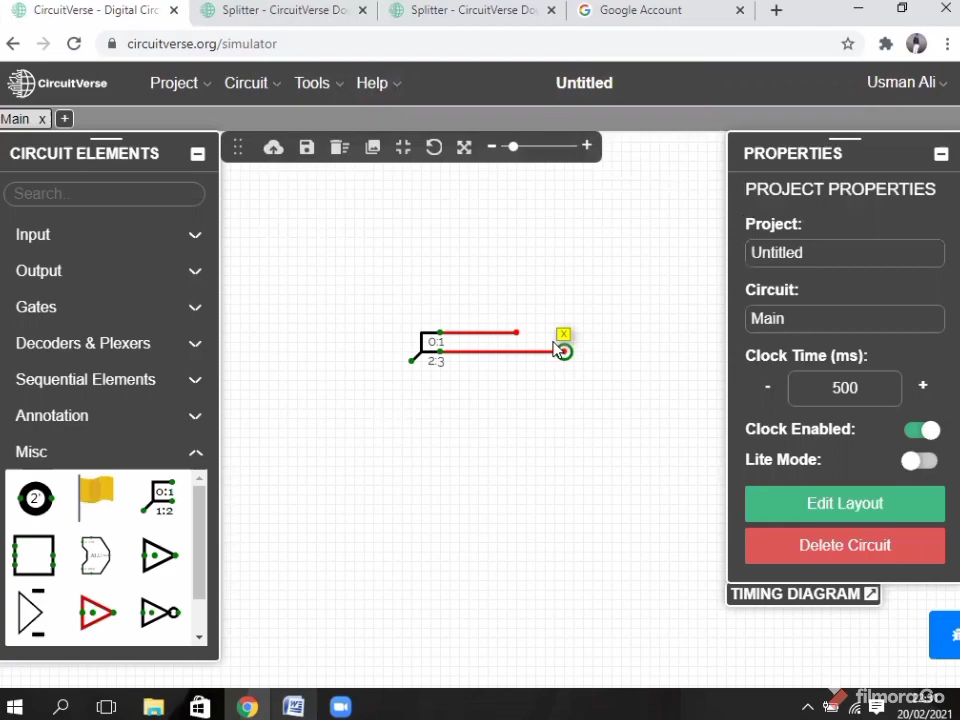 CircuitVerse - Digital Circ
Splitter - CircuitVerse Do
Splitter - CircuitVerse Do
Google Account
circuitverse.org/simulator
CircuitVerse
Project
Circuit
Tools
Help
Untitled
Usman Ali
Main x +
CIRCUIT ELEMENTS
Search..
Input
Output
Gates
Decoders & Plexers
Sequential Elements
Annotation
Misc
2'
0:1
1:2
ALU
0:1
2:3
X
PROPERTIES
PROJECT PROPERTIES
Project:
Untitled
Circuit:
Main
Clock Time (ms):
- 500 +
Clock Enabled:
Lite Mode:
Edit Layout
Delete Circuit
TIMING DIAGRAM
filmoraGo
20/02/2021